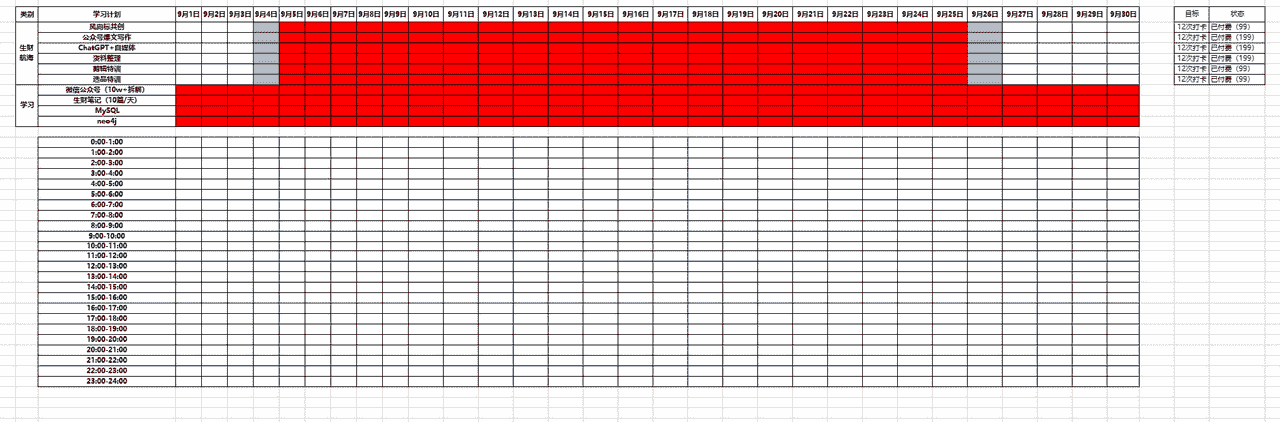 类别 学习计划 9月1日 9月2日 9月3日 9月4日 9月5日 9月6日 9月7日 9月8日 9月9日 9月10日 9月11日 9月12日 9月13日 9月14日 9月15日 9月16日 9月17日 9月18日 9月19日 9月20日 9月21日 9月22日 9月23日 9月24日 9月25日 9月26日 9月27日 9月28日 9月29日 9月30日 目标 状态
生财航海
风向标共创 12次打卡 已付费（99）
公众号爆文写作 12次打卡 已付费（199）
ChatGPT+自媒体 12次打卡 已付费（199）
资料整理 12次打卡 已付费（199）
剪辑特训 12次打卡 已付费（99）
选品特训 12次打卡 已付费（99）
学习
微信公众号（10w+拆解）
生财笔记（10篇/天）
MySQL
neo4j
0:00-1:00
1:00-2:00
2:00-3:00
3:00-4:00
4:00-5:00
5:00-6:00
6:00-7:00
7:00-8:00
8:00-9:00
9:00-10:00
10:00-11:00
11:00-12:00
12:00-13:00
13:00-14:00
14:00-15:00
15:00-16:00
16:00-17:00
17:00-18:00
18:00-19:00
19:00-20:00
20:00-21:00
21:00-22:00
22:00-23:00
23:00-24:00